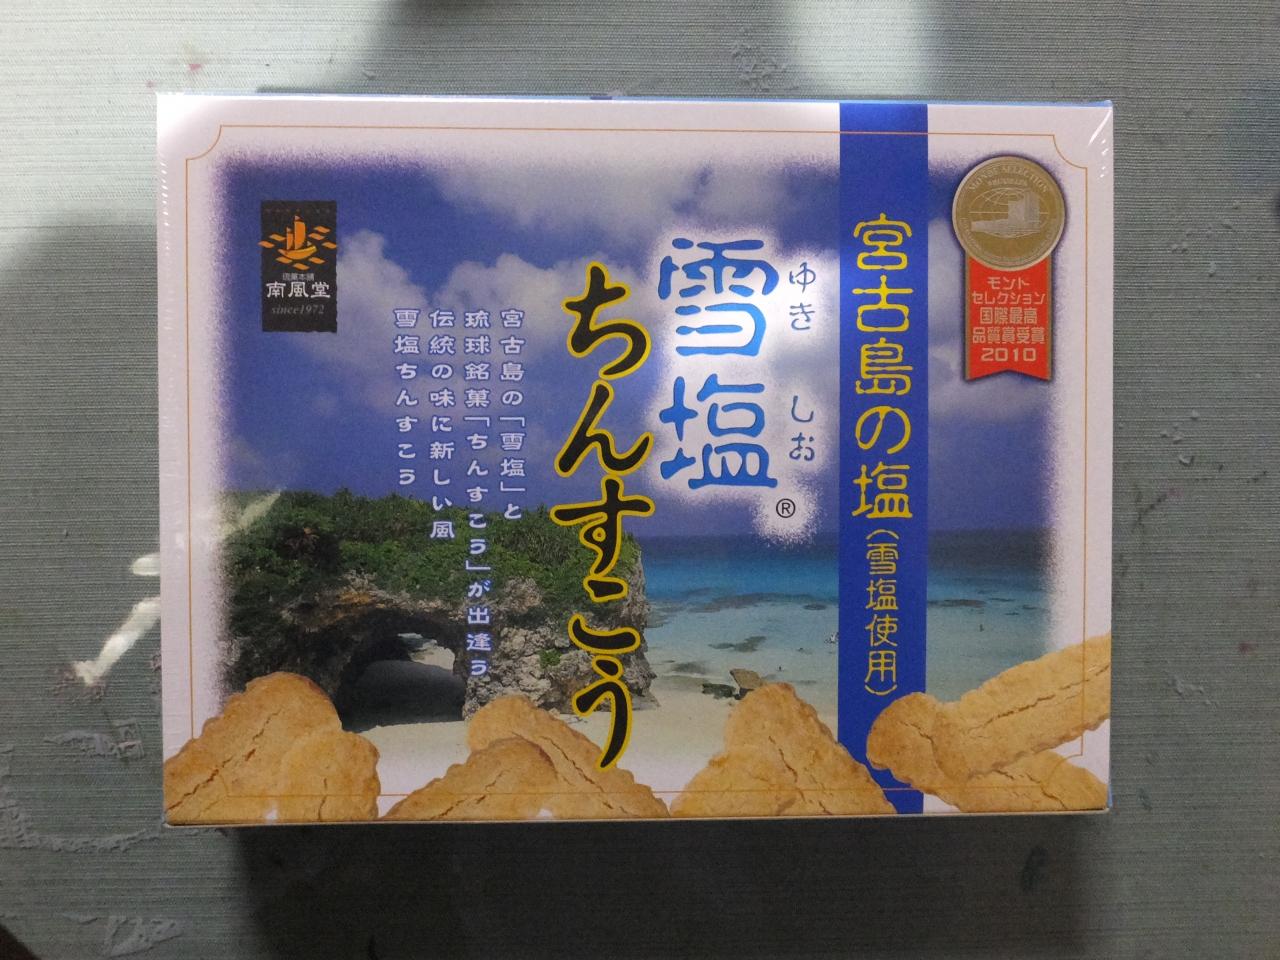 MONDE SELECTION
BRUXELLES
モンド
セレクション
国際最高
品質賞受賞
2010
宮古島の塩(雪塩使用)
ゆきしお
雪塩®
ちんすこう
宮古島の「雪塩」と
琉球銘菓「ちんすこう」が出逢う
伝統の味に新しい風
雪塩ちんすこう
琉菓本舗
南風堂
since1972